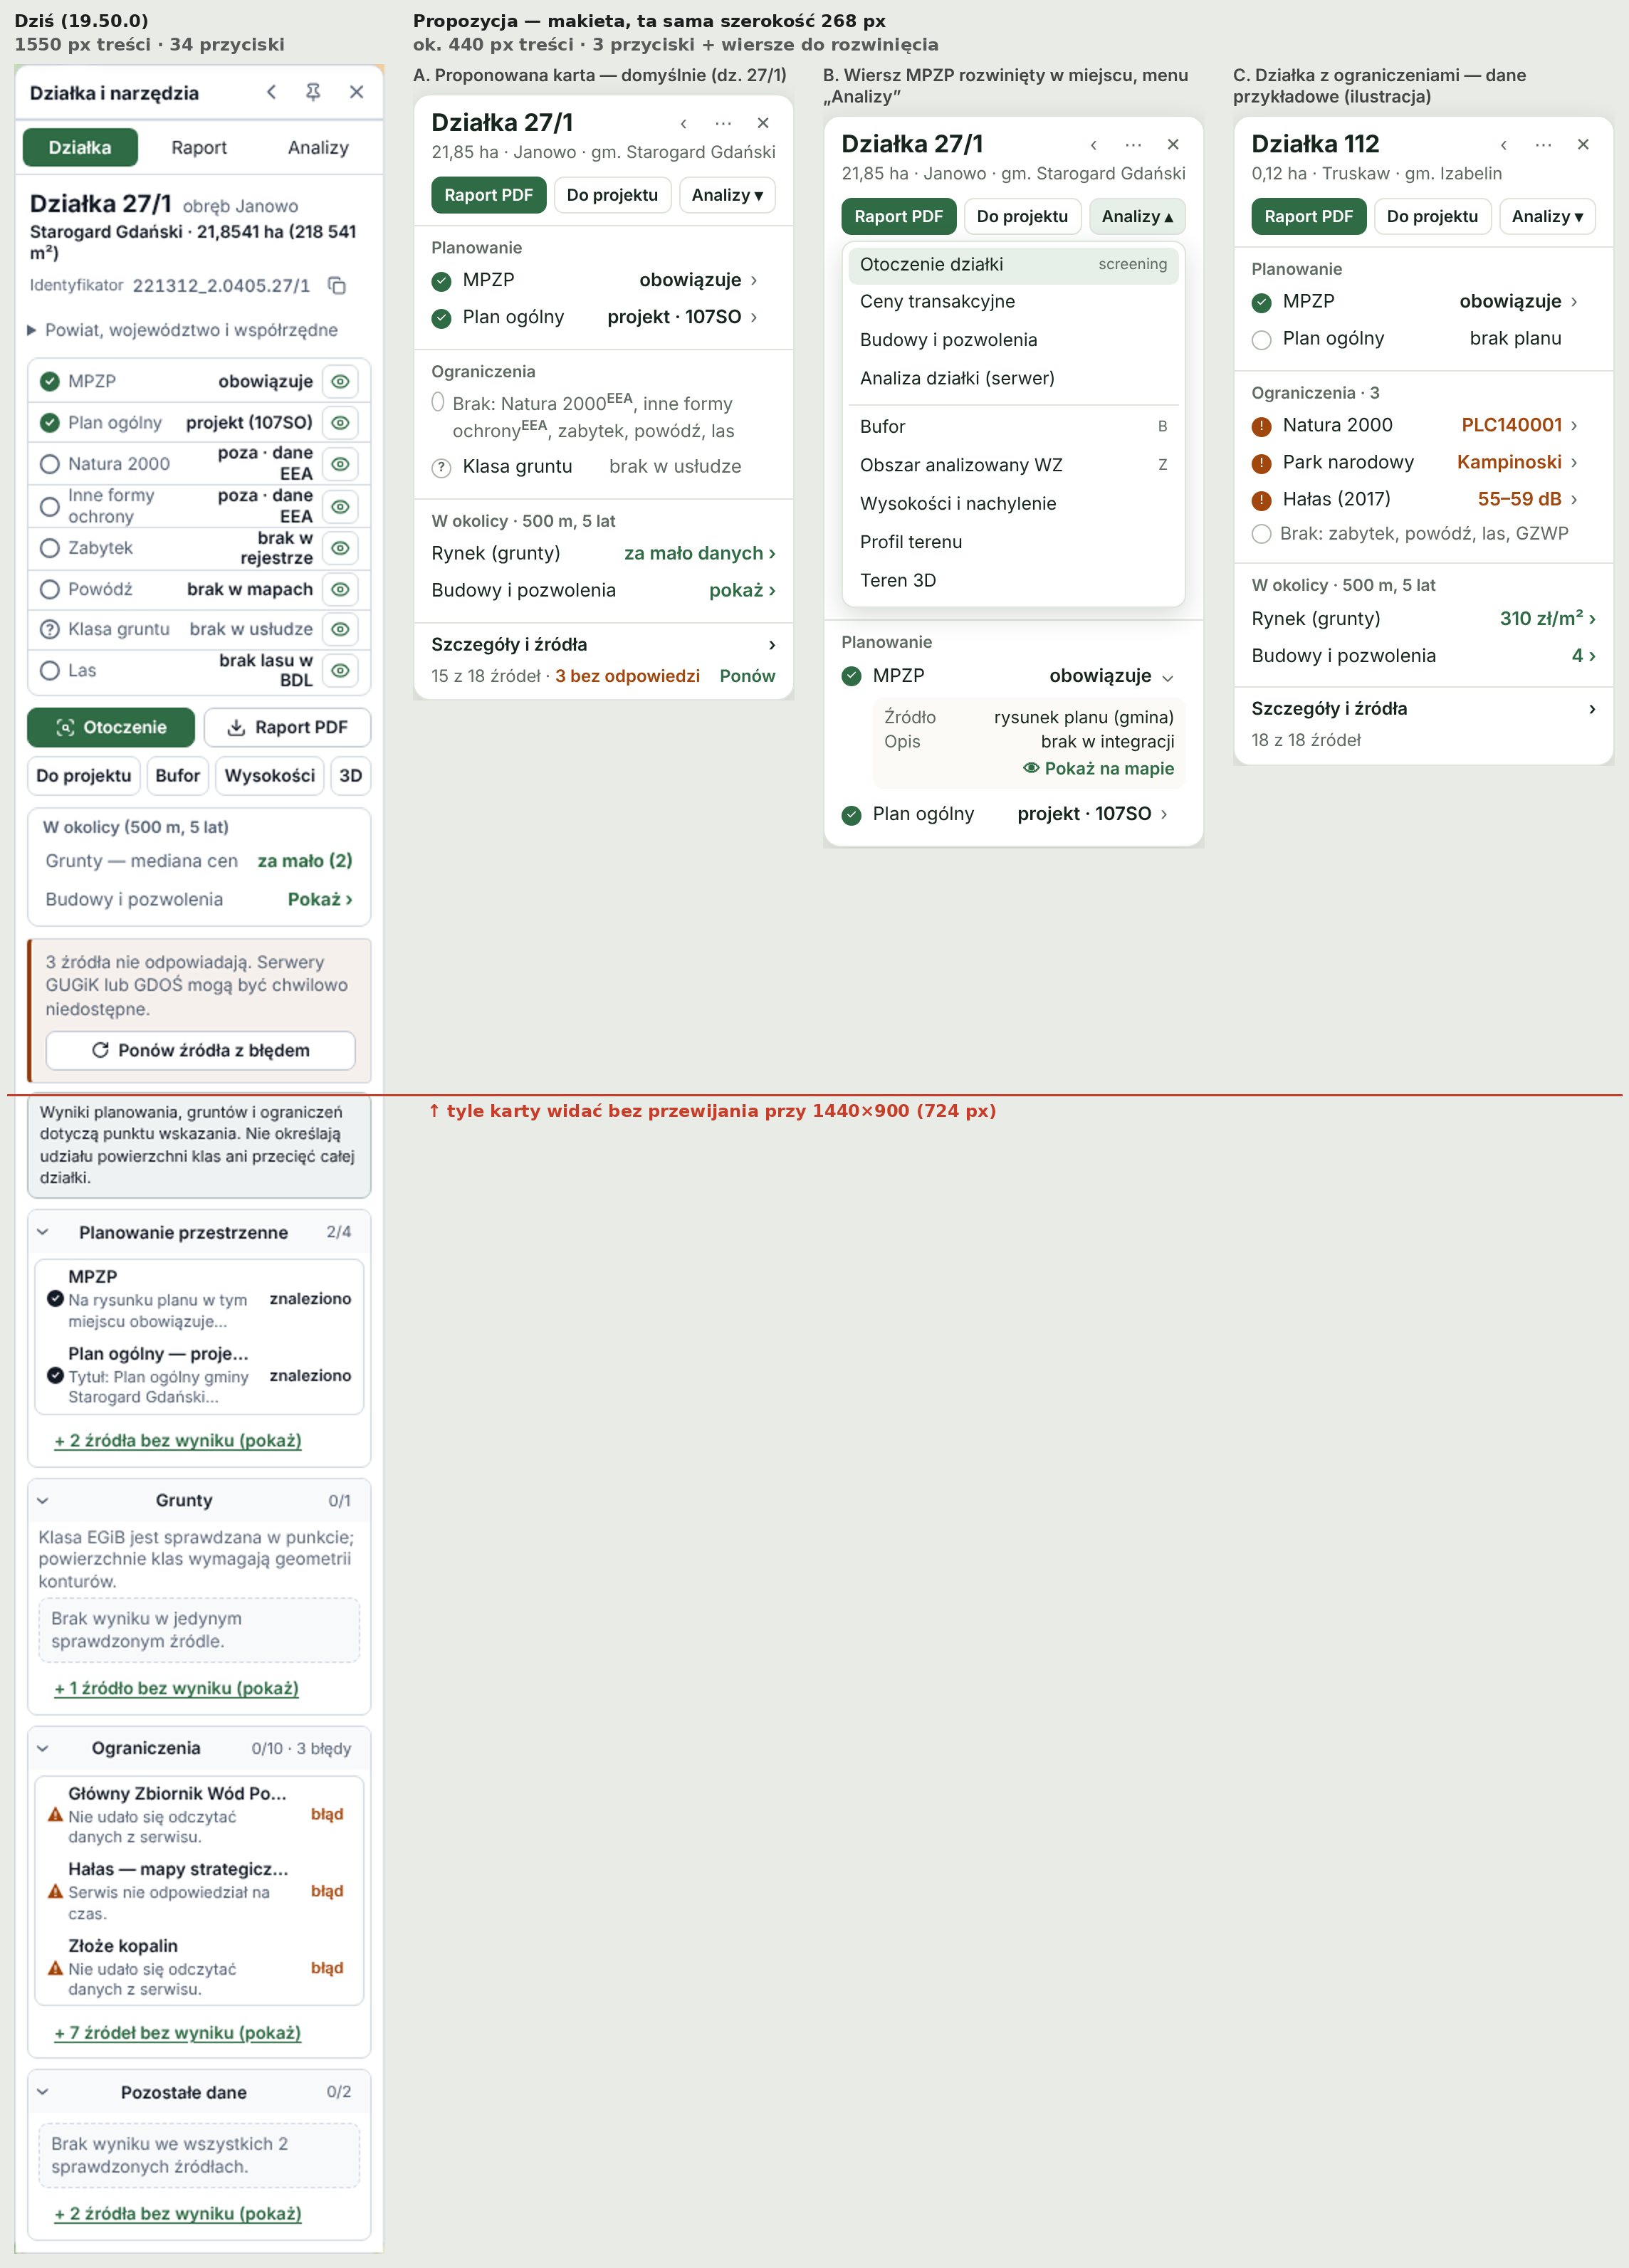 Dziś (19.50.0)
1550 px treści · 34 przyciski
Działka i narzędzia
Działka
Raport
Analizy
Działka 27/1 obręb Janowo
Starogard Gdański · 21,8541 ha (218 541
m²)
Identyfikator 221312_2.0405.27/1
▶ Powiat, województwo i współrzędne
MPZP obowiązuje
Plan ogólny projekt (107SO)
Natura 2000 poza · dane
EEA
Inne formy
ochrony poza · dane
EEA
Zabytek brak w
rejestrze
Powódź brak w mapach
Klasa gruntu brak w usłudze
Las brak lasu w
BDL
Otoczenie
Raport PDF
Do projektu
Bufor
Wysokości
3D
W okolicy (500 m, 5 lat)
Grunty — mediana cen za mało (2)
Budowy i pozwolenia Pokaż ›
3 źródła nie odpowiadają. Serwery
GUGiK lub GDOŚ mogą być chwilowo
niedostępne.
Ponów źródła z błędem
Wyniki planowania, gruntów i ograniczeń
dotyczą punktu wskazania. Nie określają
udziału powierzchni klas ani przecięć całej
działki.
Planowanie przestrzenne 2/4
MPZP
Na rysunku planu w tym
miejscu obowiązuje...
znaleziono
Plan ogólny — proje...
Tytuł: Plan ogólny gminy
Starogard Gdański...
znaleziono
+ 2 źródła bez wyniku (pokaż)
Grunty 0/1
Klasa EGiB jest sprawdzana w punkcie;
powierzchnie klas wymagają geometrii
konturów.
Brak wyniku w jedynym
sprawdzonym źródle.
+ 1 źródło bez wyniku (pokaż)
Ograniczenia 0/10 · 3 błędy
Główny Zbiornik Wód Po...
Nie udało się odczytać
danych z serwisu.
błąd
Hałas — mapy strategicz...
Serwis nie odpowiedział na
czas.
błąd
Złoże kopalin
Nie udało się odczytać
danych z serwisu.
błąd
+ 7 źródeł bez wyniku (pokaż)
Pozostałe dane 0/2
Brak wyniku we wszystkich 2
sprawdzonych źródłach.
+ 2 źródła bez wyniku (pokaż)
Propozycja — makieta, ta sama szerokość 268 px
ok. 440 px treści · 3 przyciski + wiersze do rozwinięcia
A. Proponowana karta — domyślnie (dz. 27/1)
Działka 27/1 ‹ ··· ✕
21,85 ha · Janowo · gm. Starogard Gdański
Raport PDF
Do projektu
Analizy ▾
Planowanie
MPZP obowiązuje ›
Plan ogólny projekt · 107SO ›
Ograniczenia
Brak: Natura 2000EEA, inne formy
ochronyEEA, zabytek, powódź, las
Klasa gruntu brak w usłudze
W okolicy · 500 m, 5 lat
Rynek (grunty) za mało danych ›
Budowy i pozwolenia pokaż ›
Szczegóły i źródła ›
15 z 18 źródeł · 3 bez odpowiedzi Ponów
B. Wiersz MPZP rozwinięty w miejscu, menu
„Analizy”
Działka 27/1 ‹ ··· ✕
21,85 ha · Janowo · gm. Starogard Gdański
Raport PDF
Do projektu
Analizy ▴
Otoczenie działki screening
Ceny transakcyjne
Budowy i pozwolenia
Analiza działki (serwer)
Bufor B
Obszar analizowany WZ Z
Wysokości i nachylenie
Profil terenu
Teren 3D
Planowanie
MPZP obowiązuje
Źródło rysunek planu (gmina)
Opis brak w integracji
Pokaż na mapie
Plan ogólny projekt · 107SO ›
C. Działka z ograniczeniami — dane
przykładowe (ilustracja)
Działka 112 ‹ ··· ✕
0,12 ha · Truskaw · gm. Izabelin
Raport PDF
Do projektu
Analizy ▾
Planowanie
MPZP obowiązuje ›
Plan ogólny brak planu
Ograniczenia · 3
Natura 2000 PLC140001 ›
Park narodowy Kampinoski ›
Hałas (2017) 55–59 dB ›
Brak: zabytek, powódź, las, GZWP
W okolicy · 500 m, 5 lat
Rynek (grunty) 310 zł/m² ›
Budowy i pozwolenia 4 ›
Szczegóły i źródła ›
18 z 18 źródeł
↑ tyle karty widać bez przewijania przy 1440×900 (724 px)